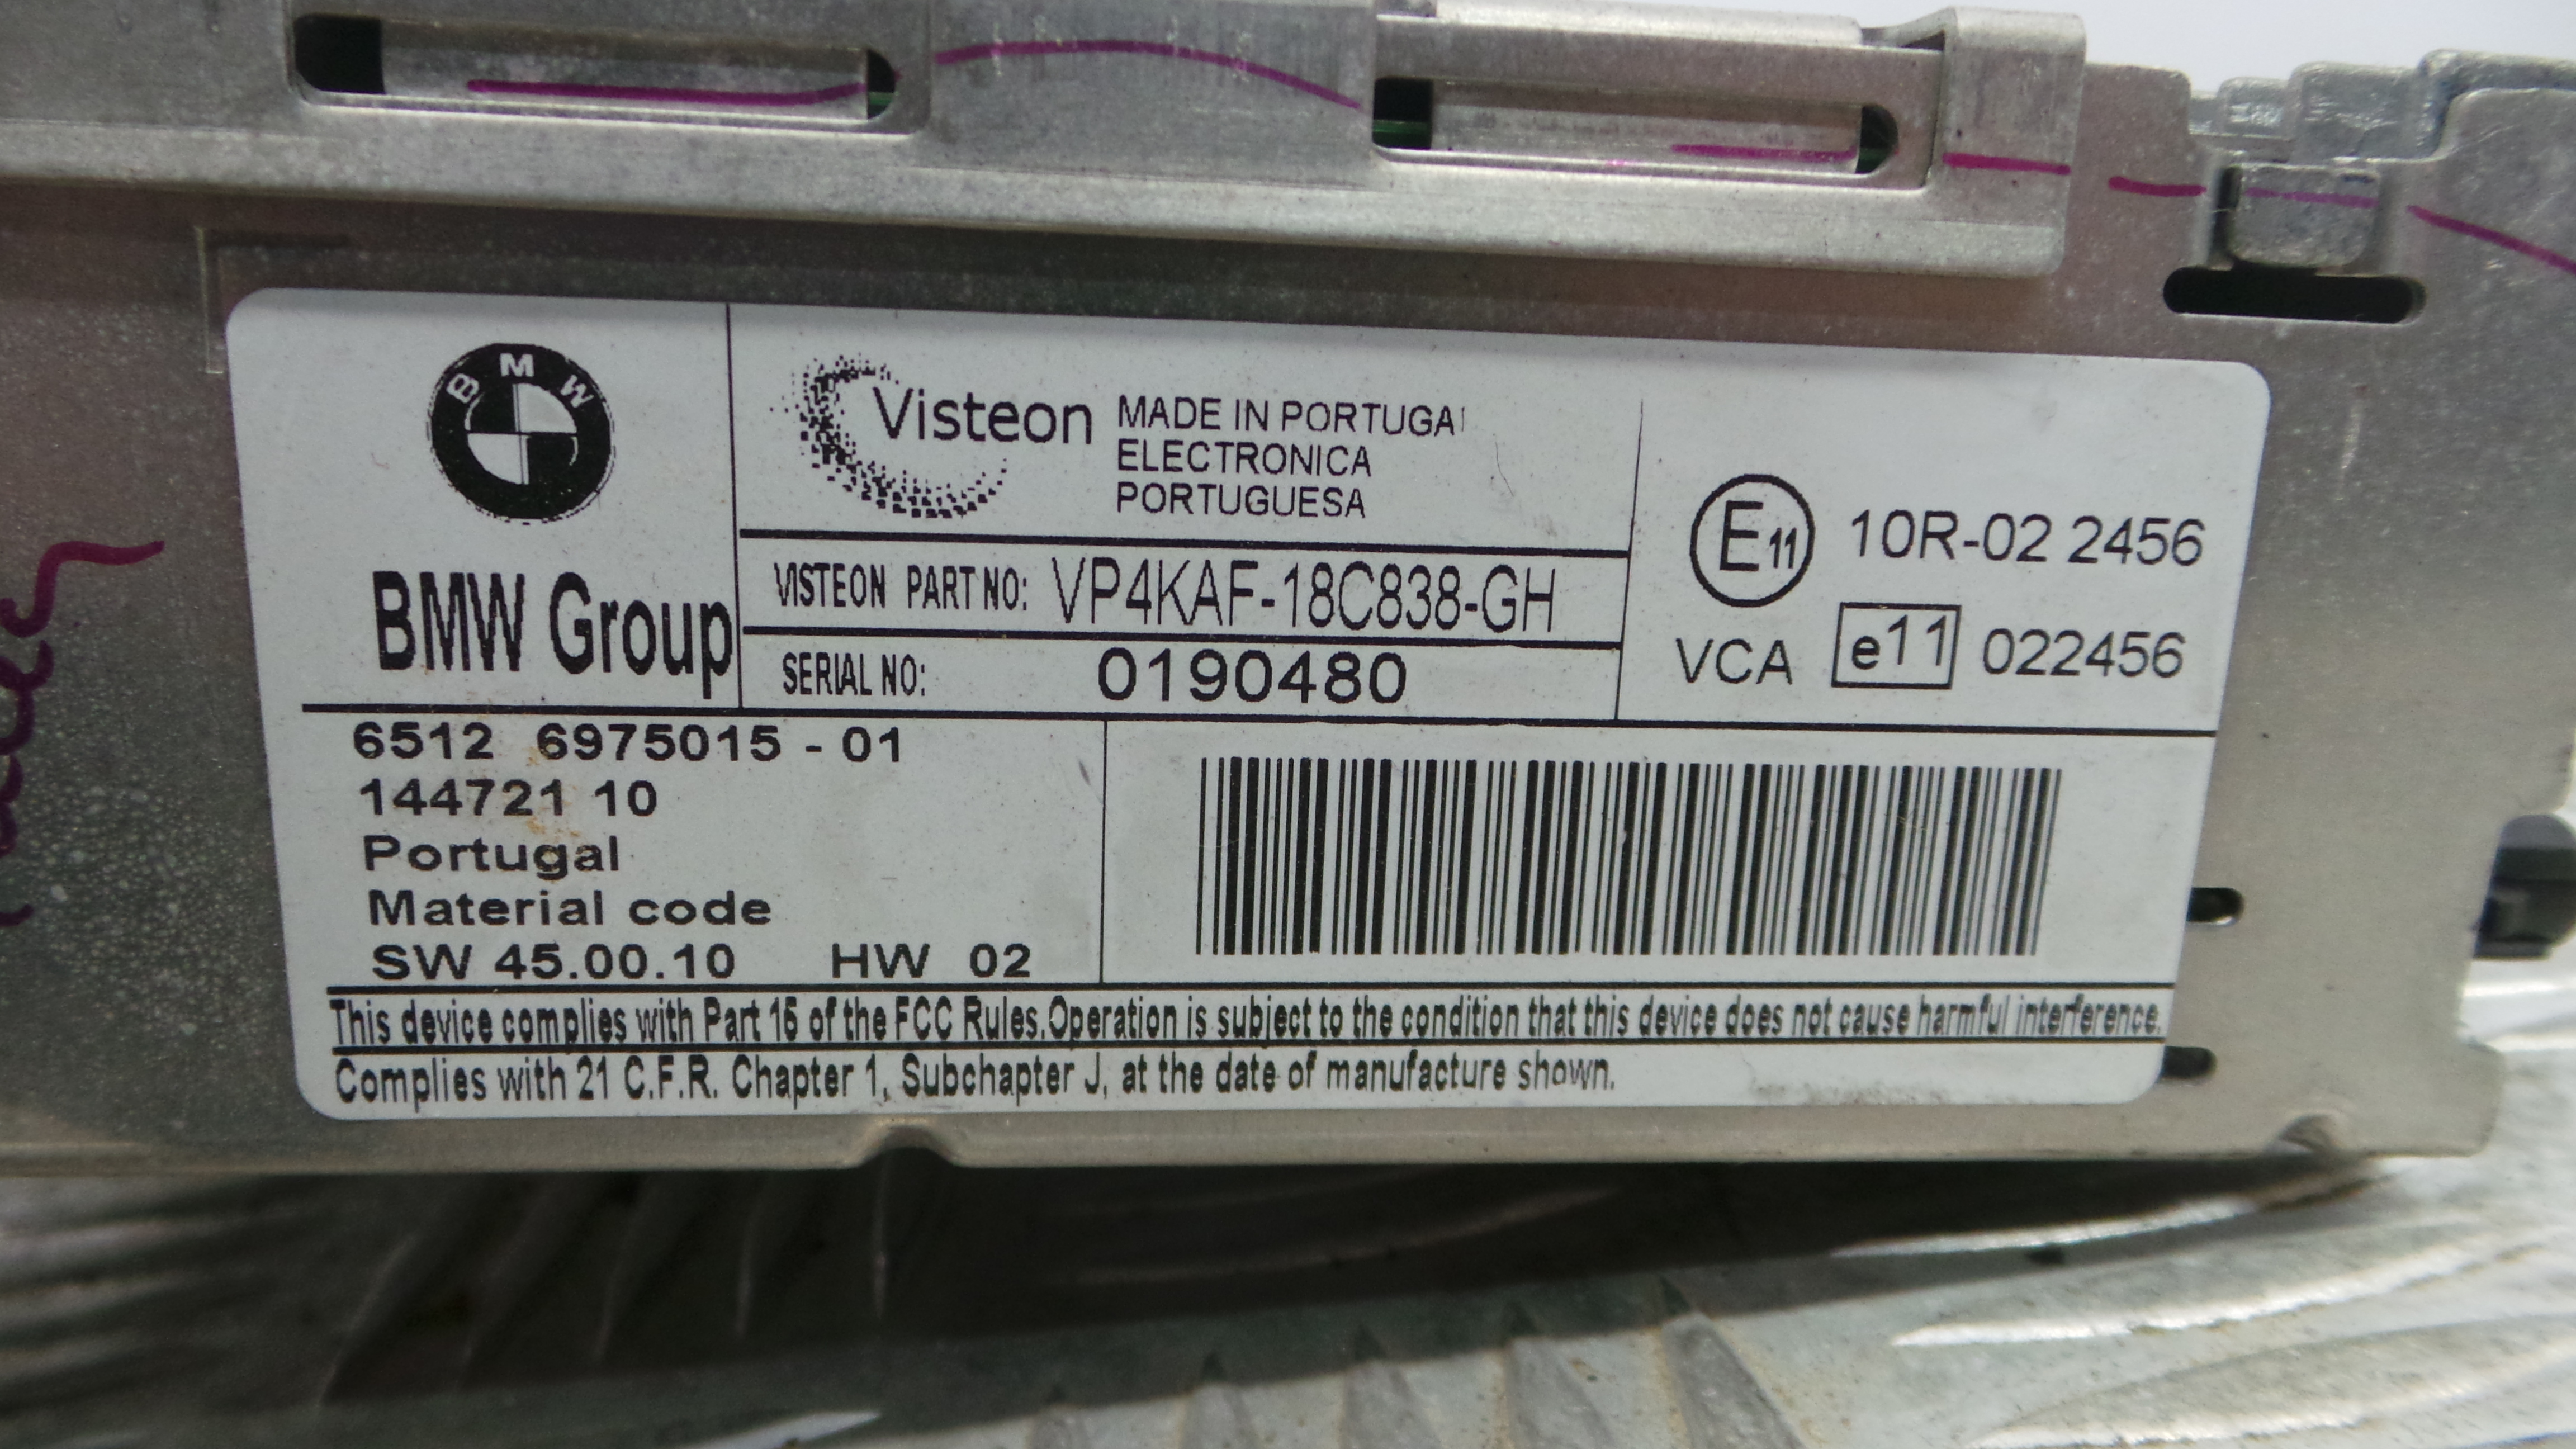 BMW
BMW Group
Visteon
MADE IN PORTUGAL
ELECTRONICA
PORTUGUESA
VISTEON PART NO: VP4KAF-18C838-GH
SERIAL NO: 0190480
E11 10R-02 2456
VCA e11 022456
6512 6975015 - 01
144721 10
Portugal
Material code
SW 45.00.10 HW 02
This device complies with Part 15 of the FCC Rules.Operation is subject to the condition that this device does not cause harmful interference.
Complies with 21 C.F.R. Chapter 1, Subchapter J, at the date of manufacture shown.